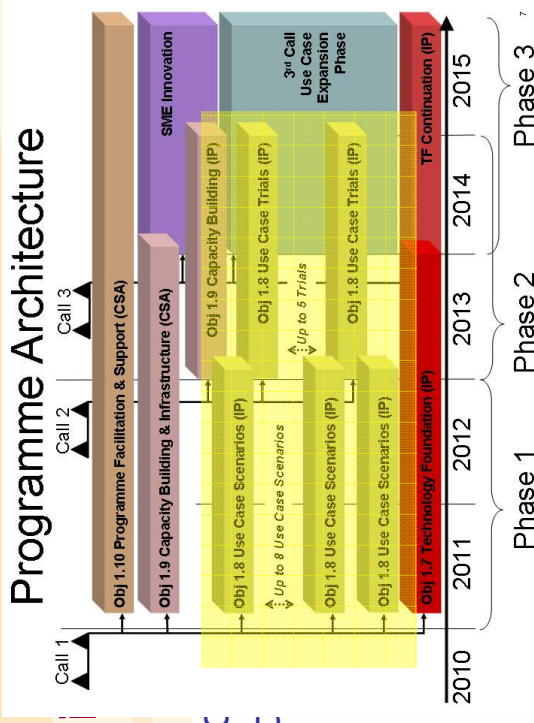 Programme Architecture
Call 1
Call 2
Call 3
Obj 1.10 Programme Facilitation & Support (CSA)
Obj 1.9 Capacity Building & Infrastructure (CSA)
SME Innovation
Obj 1.9 Capacity Building (IP)
Obj 1.8 Use Case Scenarios (IP)
Obj 1.8 Use Case Trials (IP)
3rd Call
Use Case
Expansion
Phase
Up to 8 Use Case Scenarios
Up to 5 Trials
Obj 1.8 Use Case Scenarios (IP)
Obj 1.8 Use Case Trials (IP)
Obj 1.8 Use Case Scenarios (IP)
Obj 1.7 Technology Foundation (IP)
TF Continuation (IP)
2010
2011
2012
2013
2014
2015
Phase 1
Phase 2
Phase 3
7